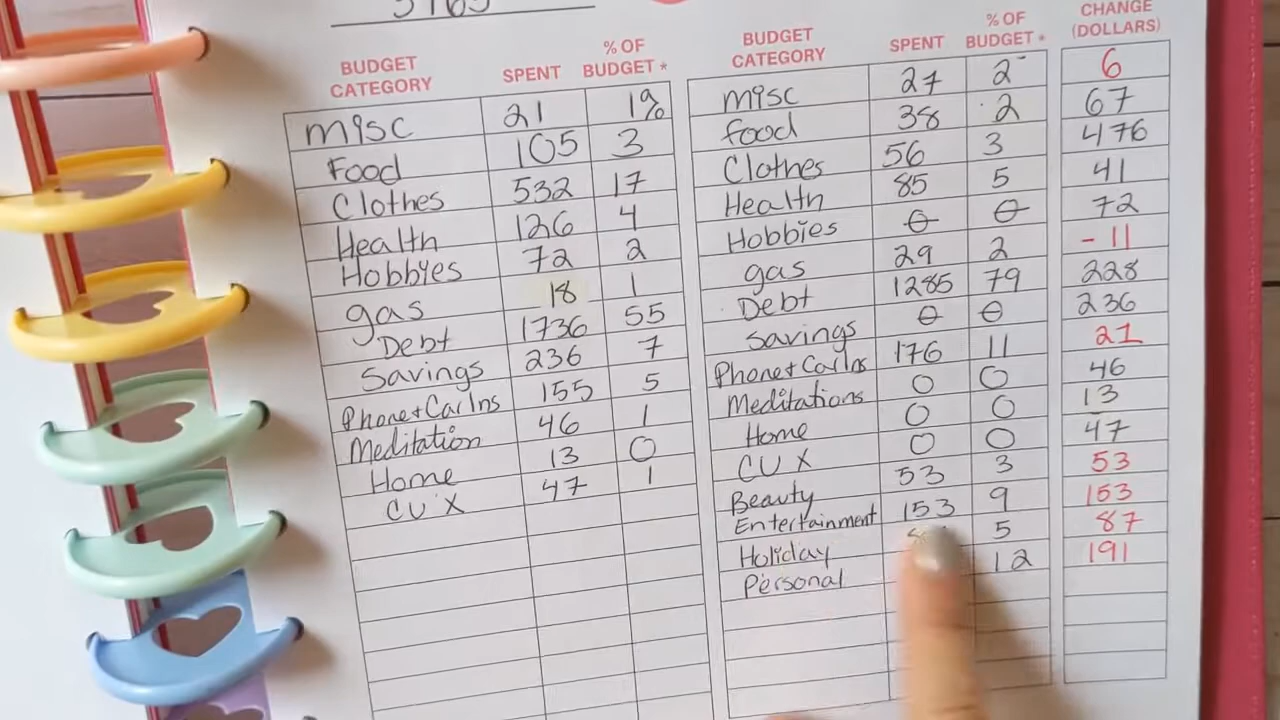 BUDGET CATEGORY SPENT % OF BUDGET *
misc 21 1%
Food 105 3
Clothes 532 17
Health 126 4
Hobbyes 72 2
gas 18 1
Debt 1736 55
Savings 236 7
Phone+CarIns 155 5
Meditation 46 1
Home 13 0
CUX 47 1
BUDGET CATEGORY SPENT % OF BUDGET * CHANGE (DOLLARS)
misc 27 2 6
food 38 2 67
Clothes 56 3 476
Health 85 5 41
Hobbies 0 0 72
gas 29 2 - 11
Debt 1285 79 228
Savings 0 0 236
Phone+CarIns 176 11 21
Meditations 0 0 46
Home 0 0 13
CUX 0 0 47
Beauty 53 3 53
Entertainment 153 9 153
Holiday 5 87
Personal 12 191